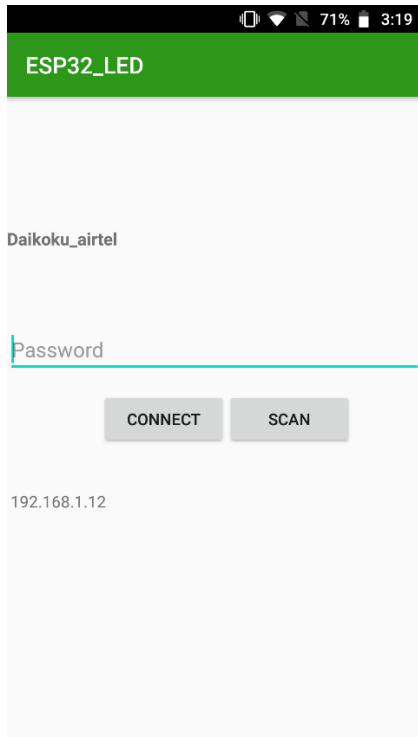 71% 3:19
ESP32_LED
Daikoku_airtel
Password
CONNECT SCAN
192.168.1.12